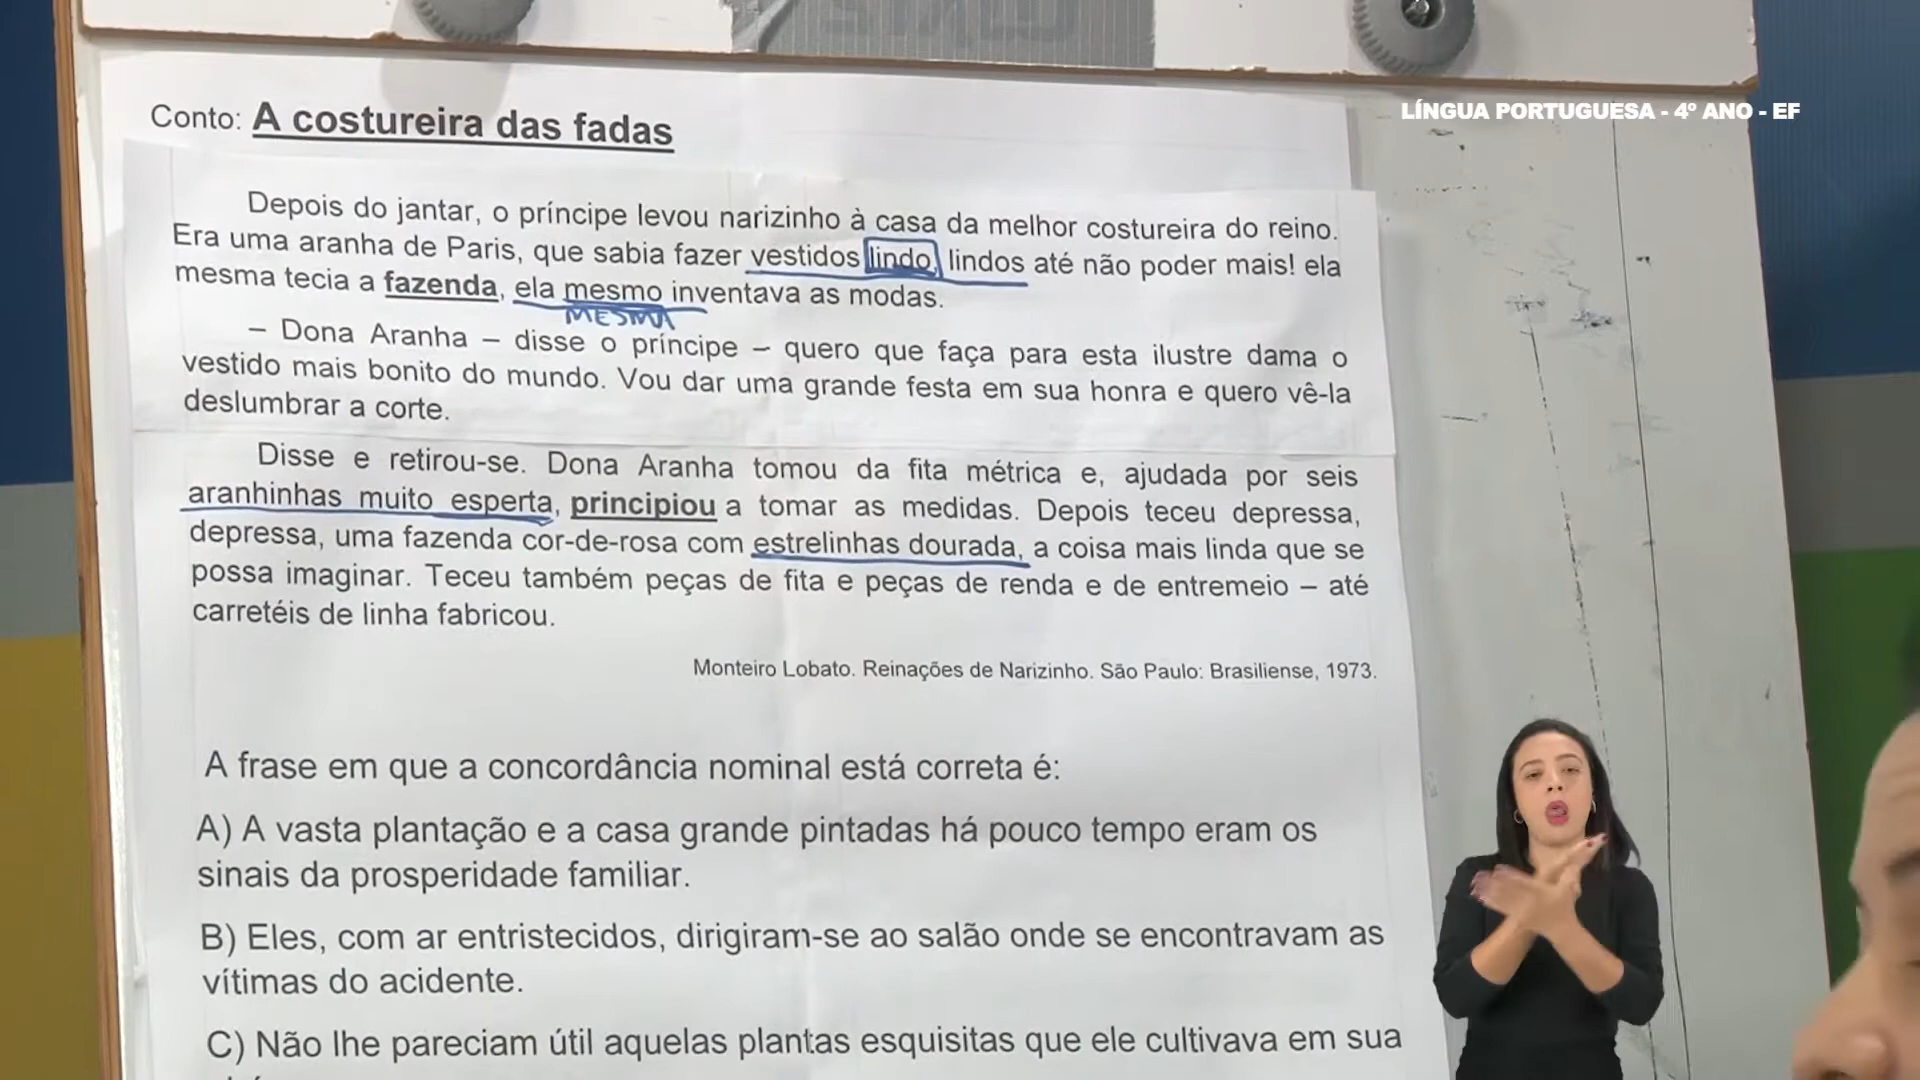 LÍNGUA PORTUGUESA - 4º ANO - EF
Conto: A costureira das fadas
Depois do jantar, o príncipe levou narizinho à casa da melhor costureira do reino.
Era uma aranha de Paris, que sabia fazer vestidos lindo, lindos até não poder mais! ela
mesma tecia a fazenda, ela mesmo inventava as modas.
MESMA
– Dona Aranha – disse o príncipe – quero que faça para esta ilustre dama o
vestido mais bonito do mundo. Vou dar uma grande festa em sua honra e quero vê-la
deslumbrar a corte.
Disse e retirou-se. Dona Aranha tomou da fita métrica e, ajudada por seis
aranhinhas muito esperta, principiou a tomar as medidas. Depois teceu depressa,
depressa, uma fazenda cor-de-rosa com estrelinhas dourada, a coisa mais linda que se
possa imaginar. Teceu também peças de fita e peças de renda e de entremeio – até
carretéis de linha fabricou.
Monteiro Lobato. Reinações de Narizinho. São Paulo: Brasiliense, 1973.
A frase em que a concordância nominal está correta é:
A) A vasta plantação e a casa grande pintadas há pouco tempo eram os
sinais da prosperidade familiar.
B) Eles, com ar entristecidos, dirigiram-se ao salão onde se encontravam as
vítimas do acidente.
C) Não lhe pareciam útil aquelas plantas esquisitas que ele cultivava em sua